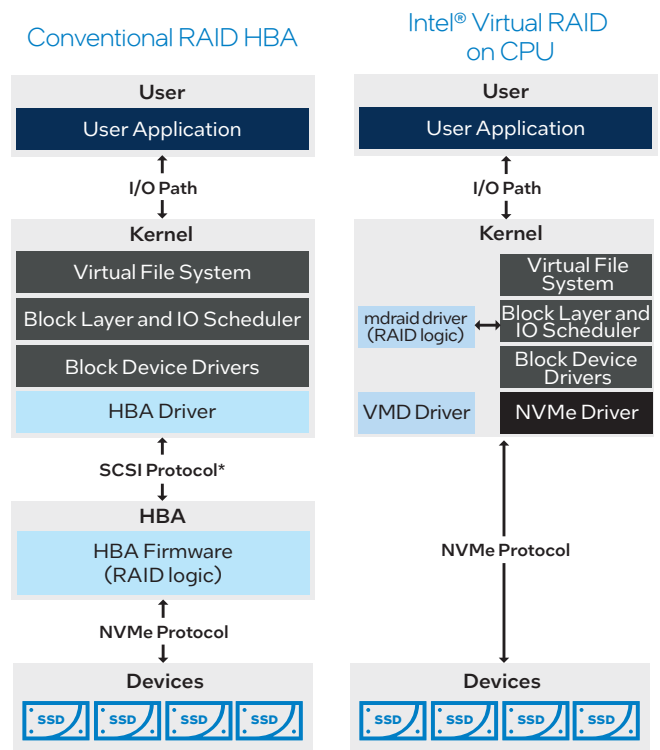 Conventional RAID HBA
User
User Application
I/O Path
Kernel
Virtual File System
Block Layer and IO Scheduler
Block Device Drivers
HBA Driver
SCSI Protocol*
HBA
HBA Firmware
(RAID logic)
NVMe Protocol
Devices
SSD SSD SSD SSD
Intel® Virtual RAID
on CPU
User
User Application
I/O Path
Kernel
Virtual File
System
mdraid driver
(RAID logic)
Block Layer and
IO Scheduler
Block Device
Drivers
VMD Driver
NVMe Driver
NVMe Protocol
Devices
SSD SSD SSD SSD